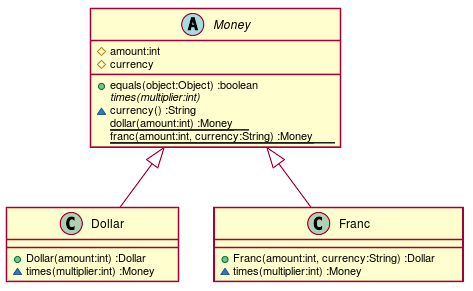 A Money
amount:int
currency
equals(object:Object) :boolean
times(multiplier:int)
currency() :String
dollar(amount:int) :Money
franc(amount:int, currency:String) :Money
C Dollar
Dollar(amount:int) :Dollar
times(multiplier:int) :Money
C Franc
Franc(amount:int, currency:String) :Dollar
times(multiplier:int) :Money